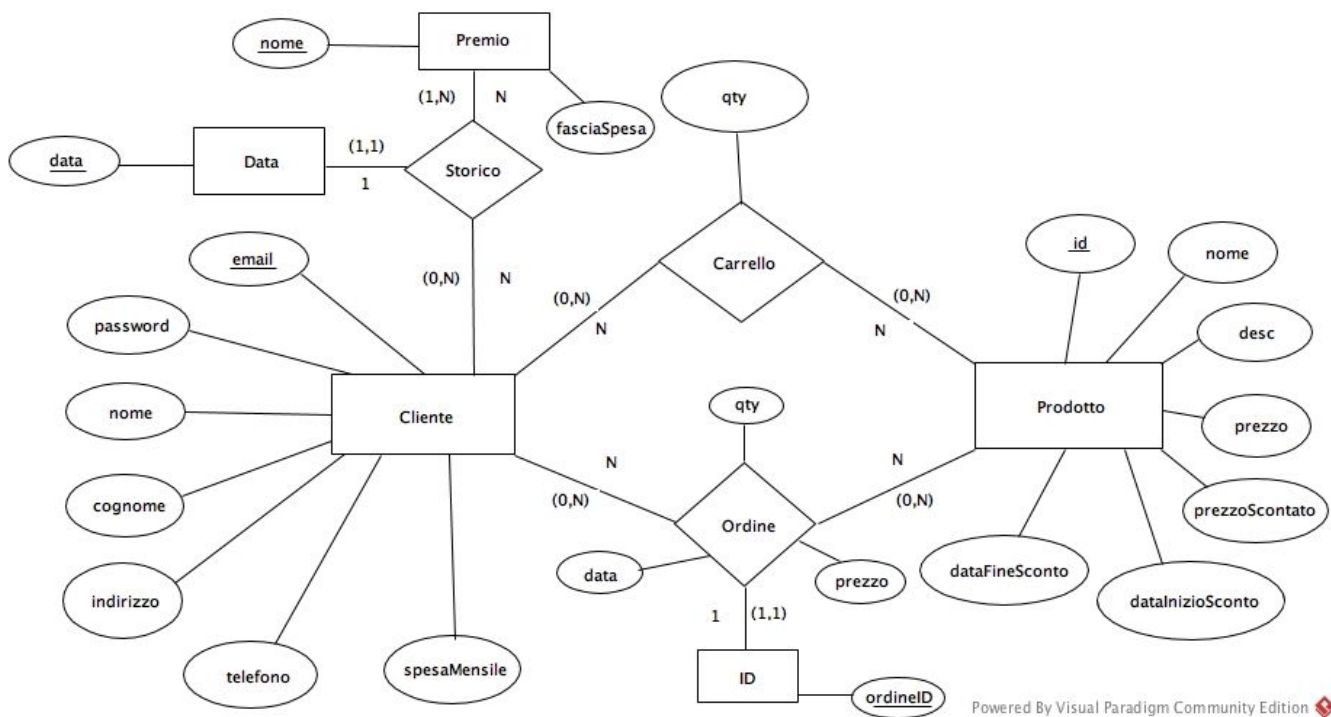 nome
Premio
(1,N)
N
fasciaSpesa
qty
data
Data
(1,1)
1
Storico
email
(0,N)
N
Carrello
id
nome
(0,N)
N
(0,N)
N
password
desc
nome
Cliente
qty
Prodotto
prezzo
cognome
N
(0,N)
N
(0,N)
Ordine
prezzoScontato
indirizzo
data
prezzo
dataFineSconto
dataInizioSconto
telefono
spesaMensile
1
(1,1)
ID
ordineID
Powered By Visual Paradigm Community Edition